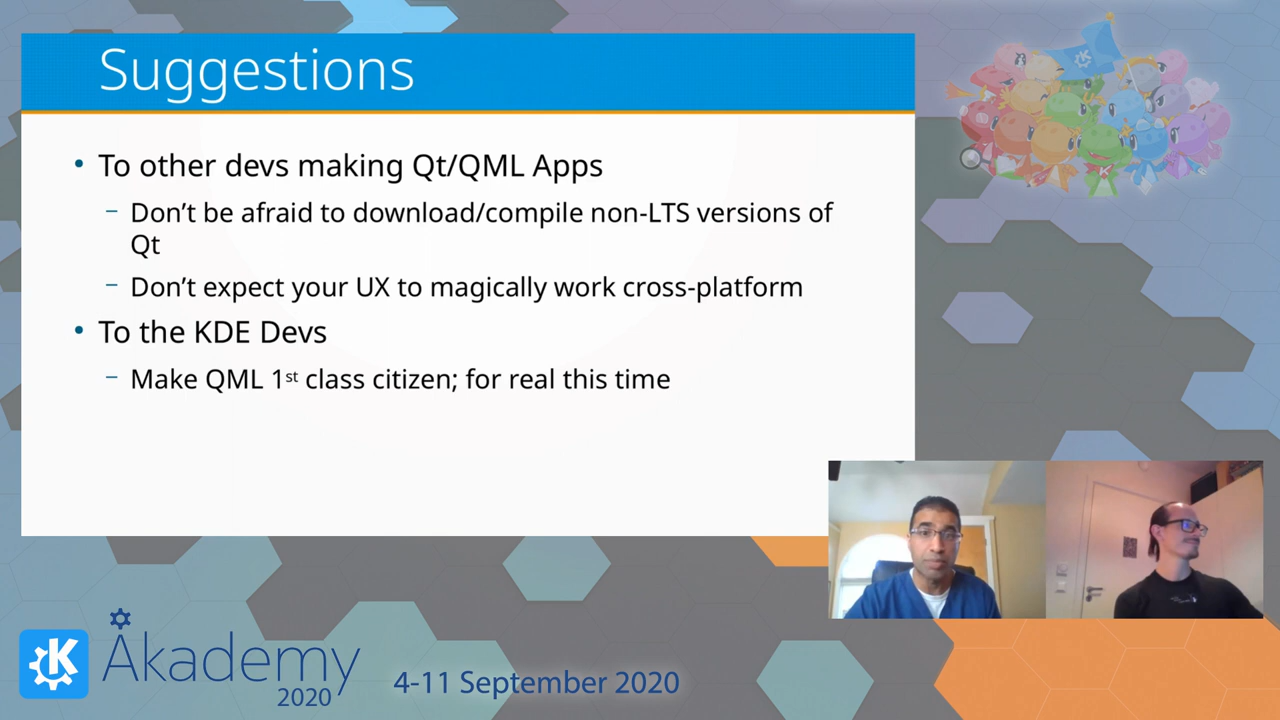 Suggestions
• To other devs making Qt/QML Apps
– Don’t be afraid to download/compile non-LTS versions of
Qt
– Don’t expect your UX to magically work cross-platform
• To the KDE Devs
– Make QML 1st class citizen; for real this time
Akademy
2020
4-11 September 2020